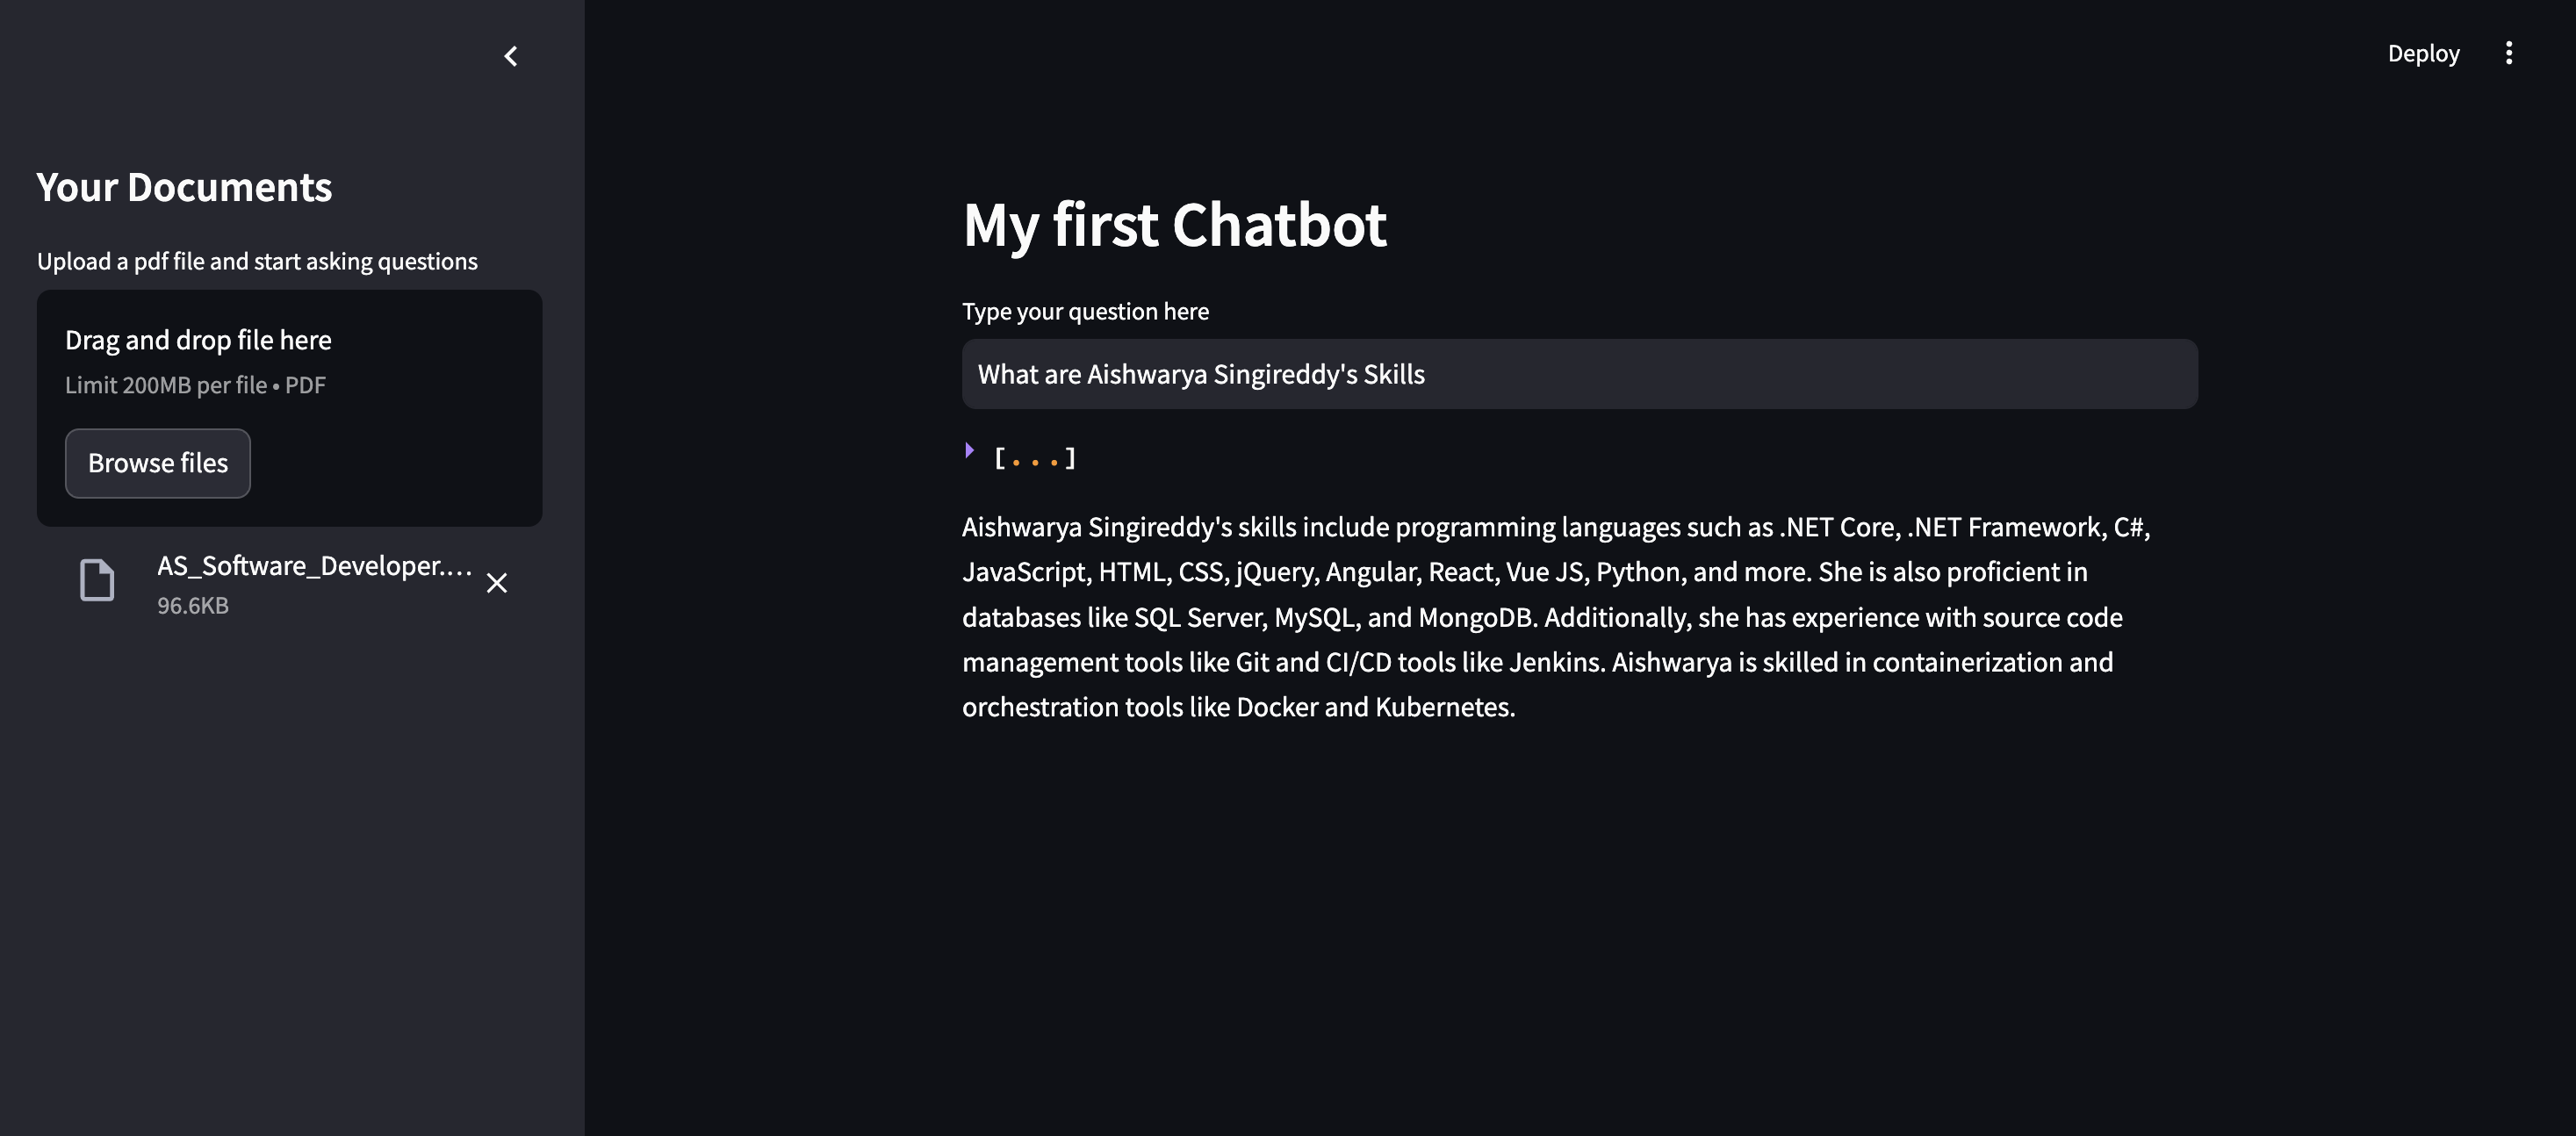 Deploy
Your Documents
Upload a pdf file and start asking questions
Drag and drop file here
Limit 200MB per file • PDF
Browse files
AS_Software_Developer....
96.6KB
My first Chatbot
Type your question here
What are Aishwarya Singireddy's Skills
[...]
Aishwarya Singireddy's skills include programming languages such as .NET Core, .NET Framework, C#,
JavaScript, HTML, CSS, jQuery, Angular, React, Vue JS, Python, and more. She is also proficient in
databases like SQL Server, MySQL, and MongoDB. Additionally, she has experience with source code
management tools like Git and CI/CD tools like Jenkins. Aishwarya is skilled in containerization and
orchestration tools like Docker and Kubernetes.